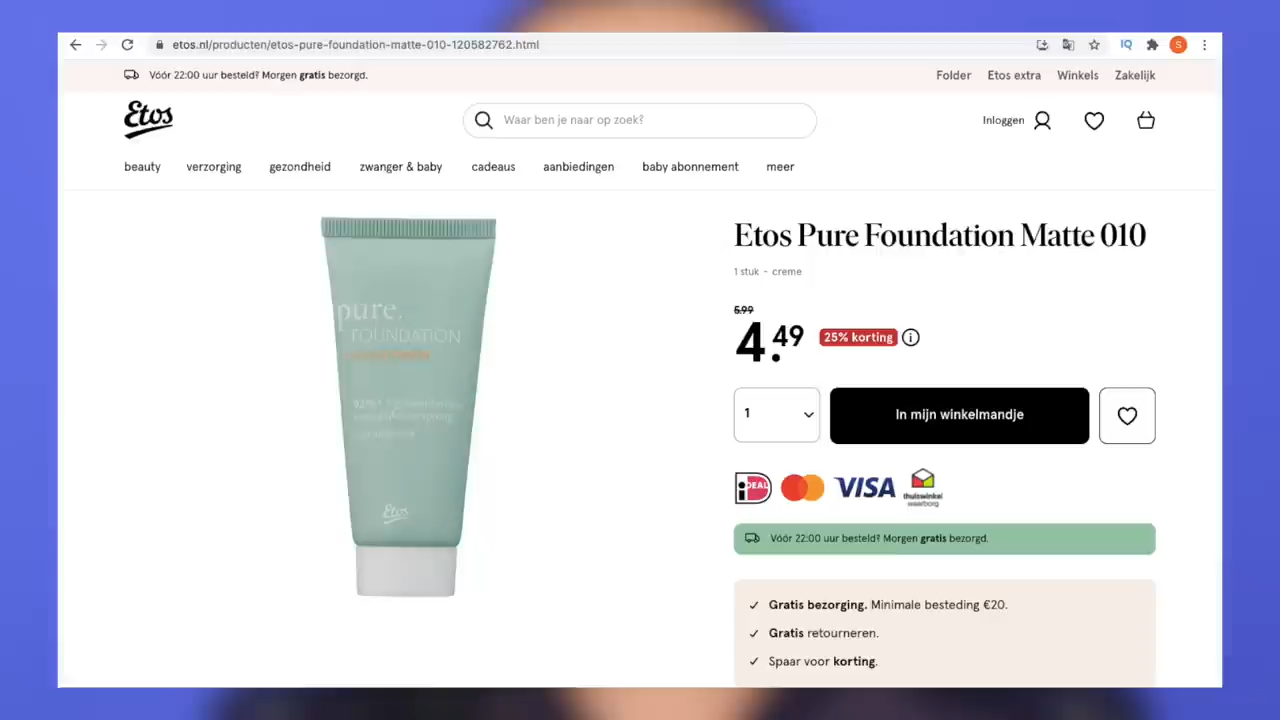 etos.nl/producten/etos-pure-foundation-matte-010-120582762.html
IQ
S
Vóór 22:00 uur besteld? Morgen gratis bezorgd.
Folder Etos extra Winkels Zakelijk
Etos
Waar ben je naar op zoek?
Inloggen
beauty verzorging gezondheid zwanger & baby cadeaus aanbiedingen baby abonnement meer
Etos Pure Foundation Matte 010
1 stuk - creme
5.99
4.49 25% korting
1
In mijn winkelmandje
iDEAL
VISA
thuiswinkel
waarborg
Vóór 22:00 uur besteld? Morgen gratis bezorgd.
Gratis bezorging. Minimale besteding €20.
Gratis retourneren.
Spaar voor korting.
pure.
FOUNDATION
Etos